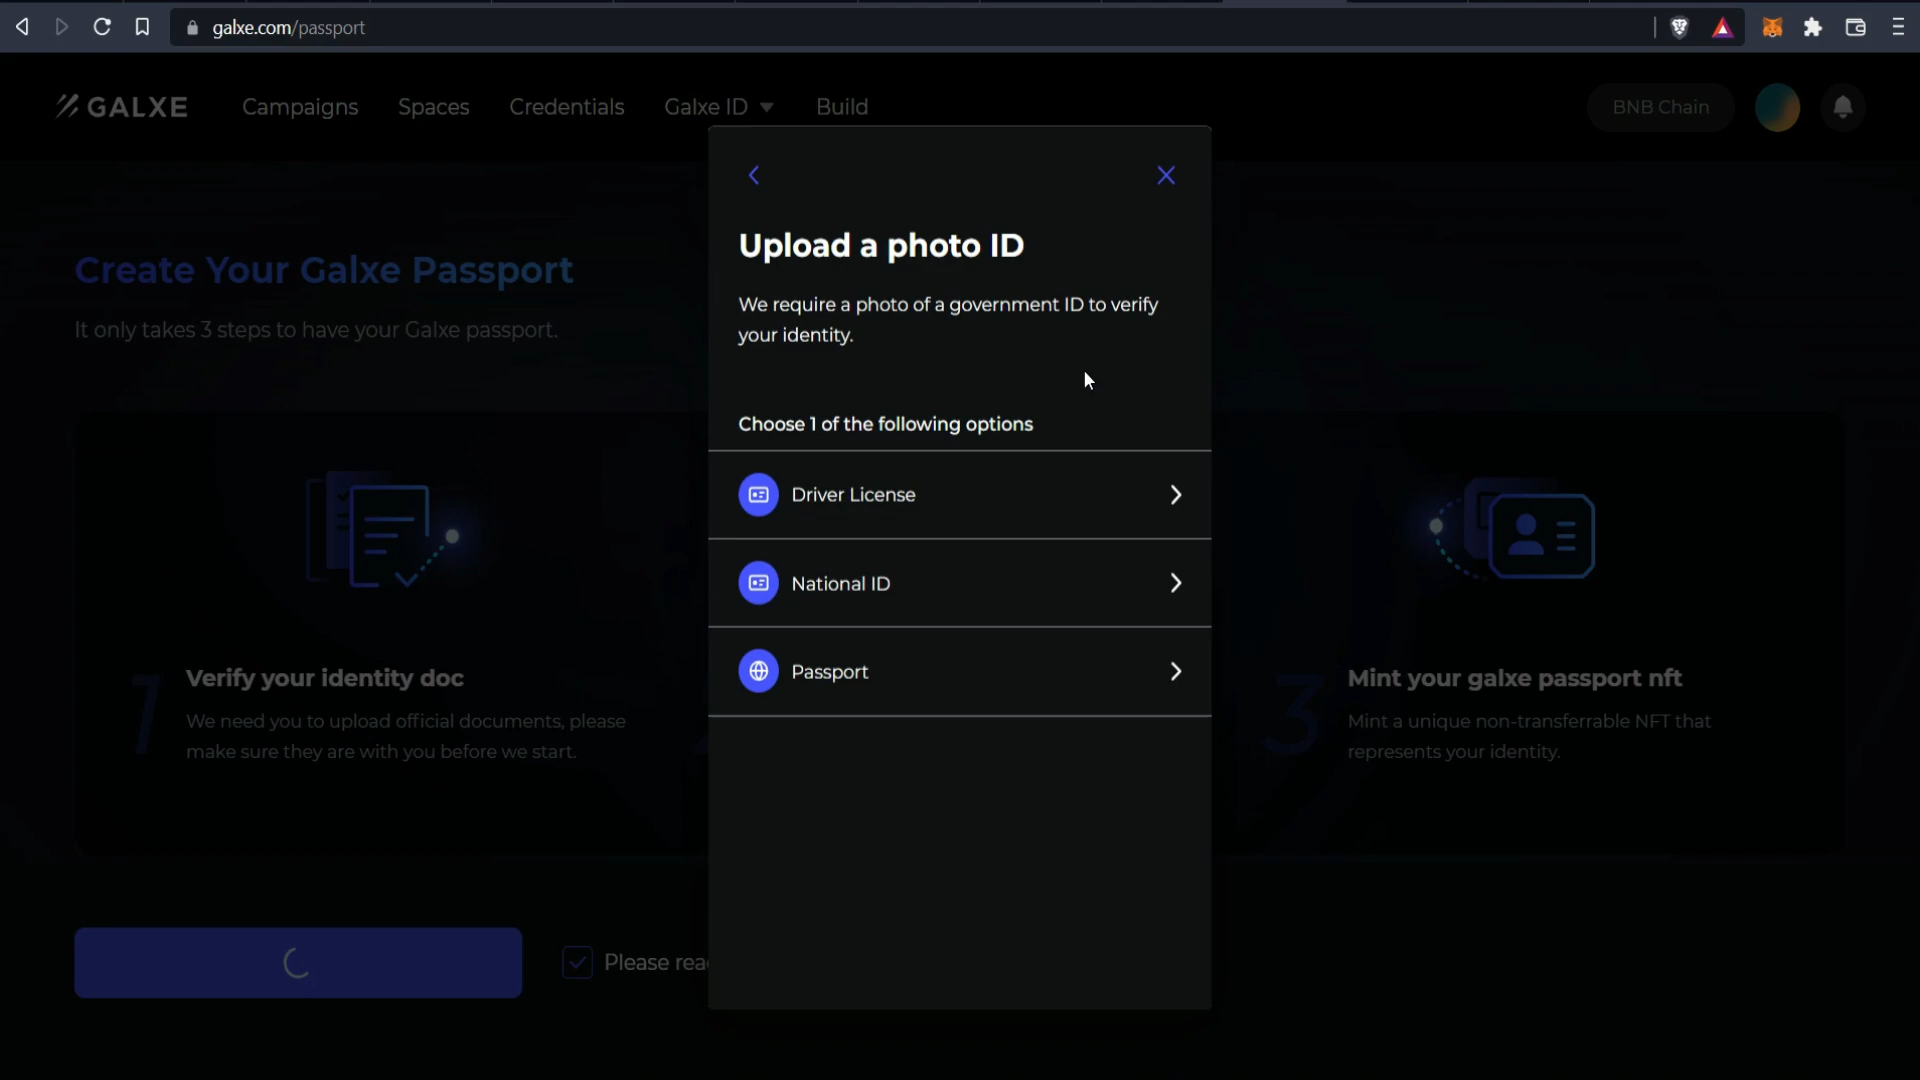 galxe.com/passport
GALXE
Campaigns
Spaces
Credentials
Galxe ID
Build
BNB Chain
Create Your Galxe Passport
It only takes 3 steps to have your Galxe passport.
Upload a photo ID
We require a photo of a government ID to verify
your identity.
Choose 1 of the following options
Driver License
National ID
Passport
1
Verify your identity doc
We need you to upload official documents, please
make sure they are with you before we start.
3
Mint your galxe passport nft
Mint a unique non-transferrable NFT that
represents your identity.
Please